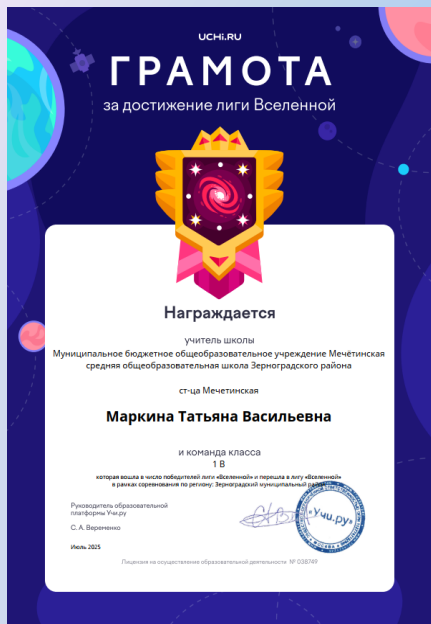 UCHi.RU
ГРАМОТА
за достижение лиги Вселенной
Награждается
учитель школы
Муниципальное бюджетное общеобразовательное учреждение Мечётинская
средняя общеобразовательная школа Зерноградского района
ст-ца Мечетинская
Маркина Татьяна Васильевна
и команда класса
1 В
которая вошла в число победителей лиги «Вселенной» и перешла в лигу «Вселенной»
в рамках соревнования по региону: Зерноградский муниципальный район
Руководитель образовательной
платформы Учи.ру
С. А. Веременко
«Учи.ру»
Июль 2025
Лицензия на осуществление образовательной деятельности № 038749